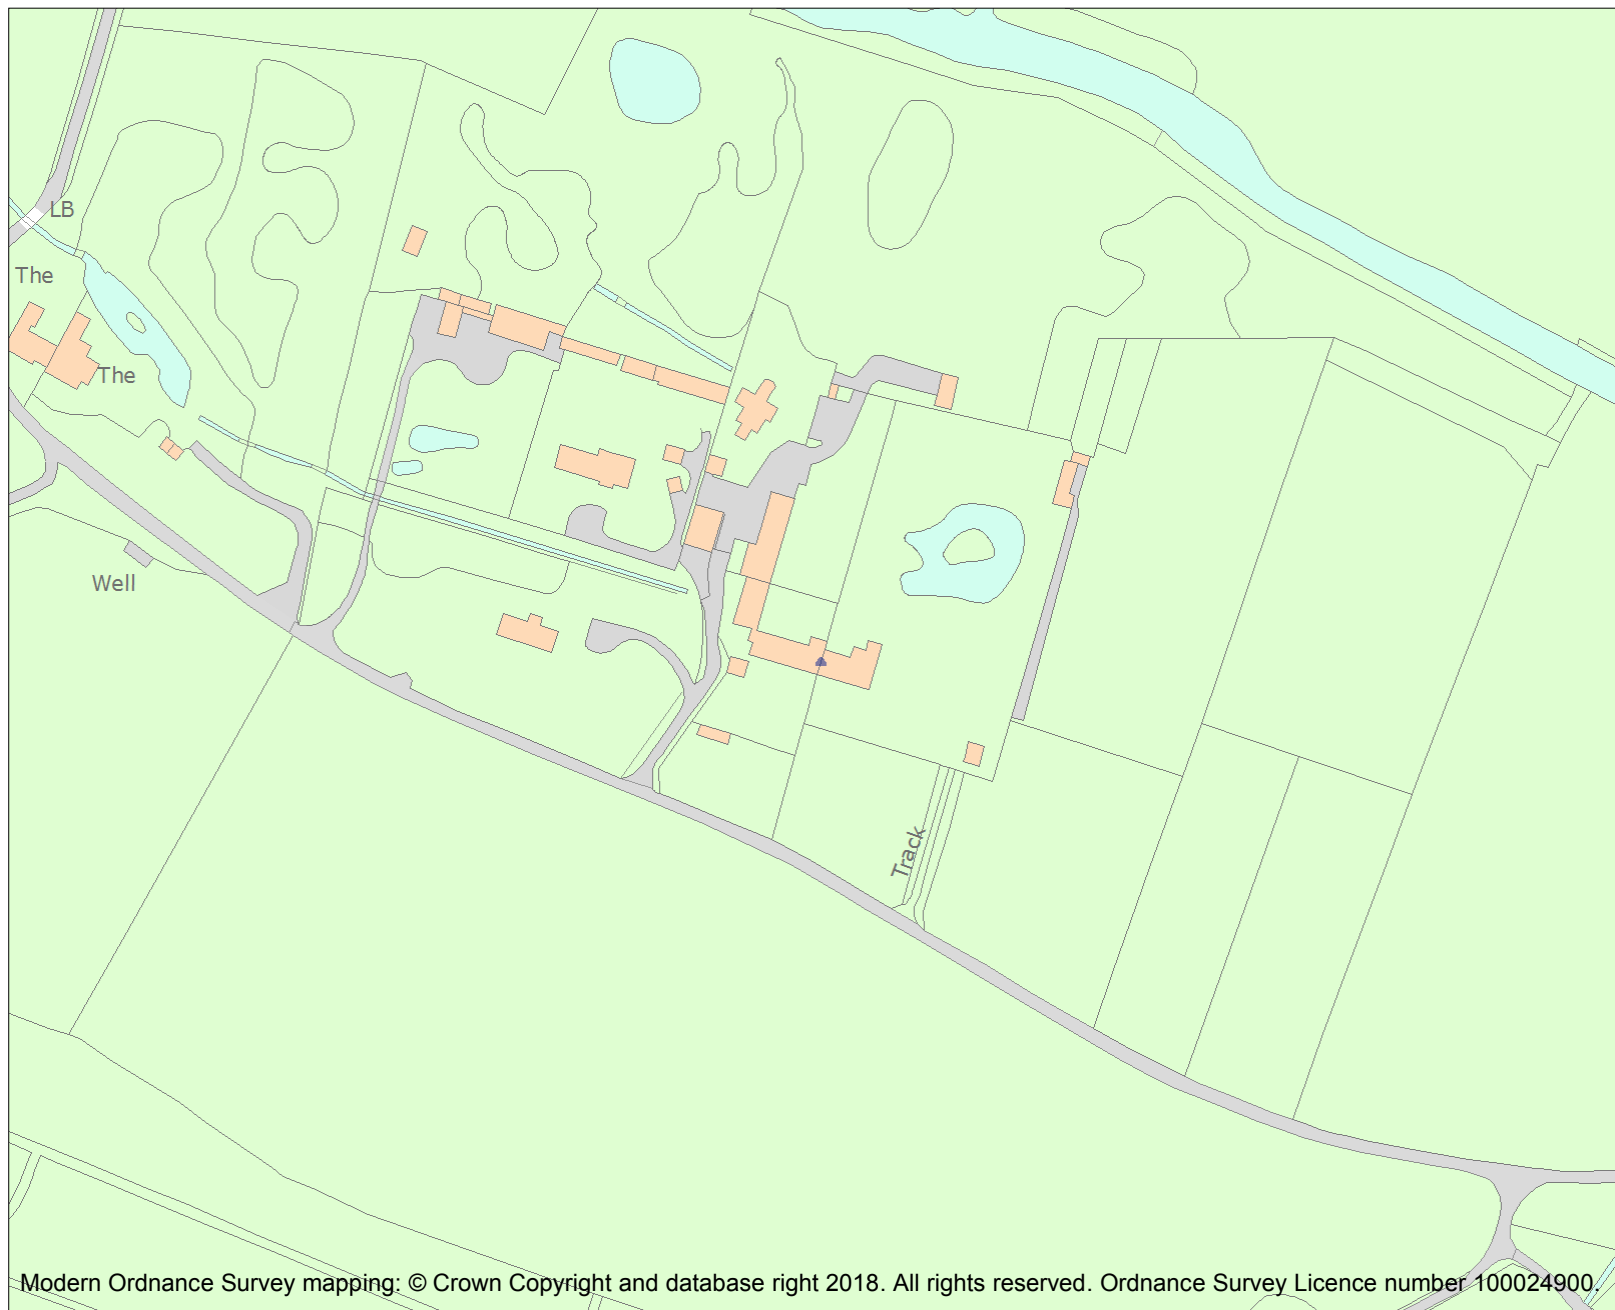 LB
The
The
Well
Track
Modern Ordnance Survey mapping: © Crown Copyright and database right 2018. All rights reserved. Ordnance Survey Licence number 100024900.